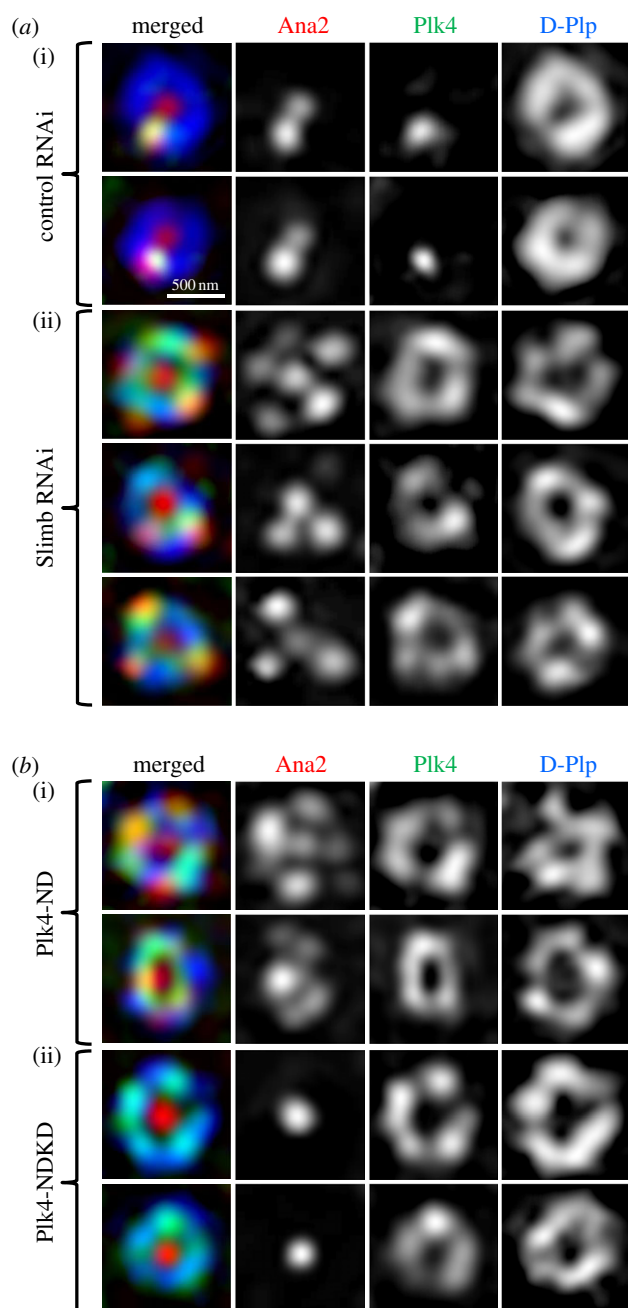 (a)
merged Ana2 Plk4 D-Plp
(i)
control RNAi
500 nm
(ii)
Slimb RNAi
(b)
merged Ana2 Plk4 D-Plp
(i)
Plk4-ND
(ii)
Plk4-NDKD